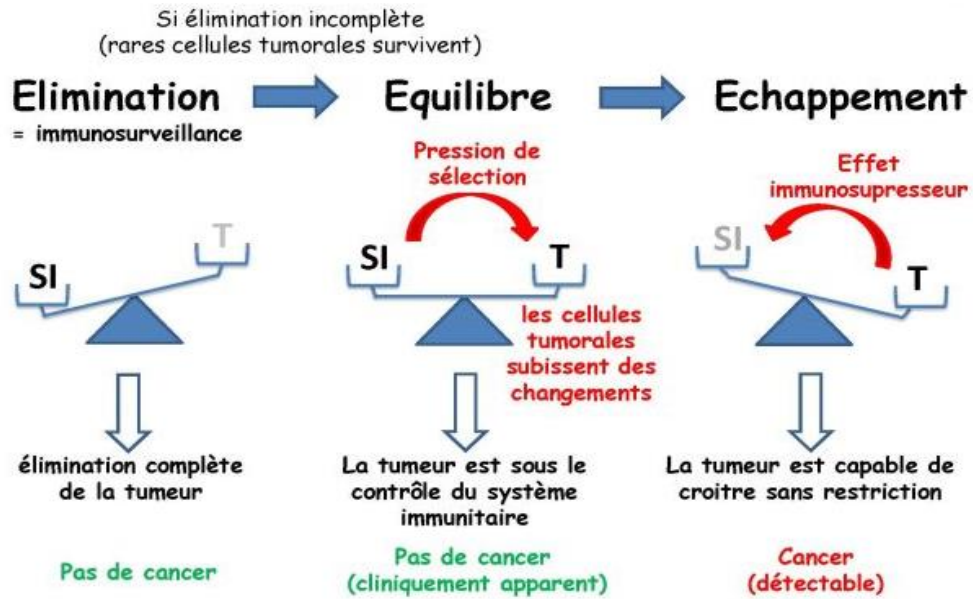 Si élimination incomplète
(rares cellules tumorales survivent)
Elimination
= immunosurveillance
Equilibre
Echappement
Pression de
sélection
Effet
immunosupresseur
SI
T
SI
T
les cellules
tumorales
subissent des
changements
SI
T
élimination complète
de la tumeur
La tumeur est sous le
contrôle du système
immunitaire
La tumeur est capable de
croitre sans restriction
Pas de cancer
Pas de cancer
(cliniquement apparent)
Cancer
(détectable)